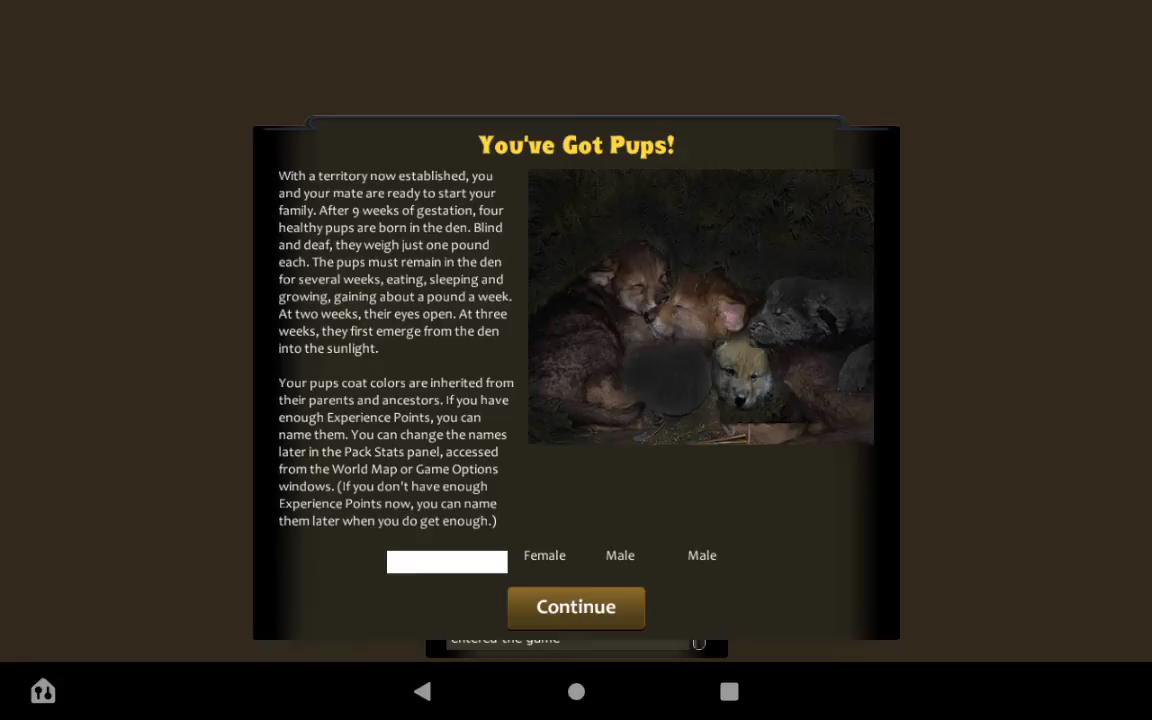 You've Got Pups!
With a territory now established, you
and your mate are ready to start your
family. After 9 weeks of gestation, four
healthy pups are born in the den. Blind
and deaf, they weigh just one pound
each. The pups must remain in the den
for several weeks, eating, sleeping and
growing, gaining about a pound a week.
At two weeks, their eyes open. At three
weeks, they first emerge from the den
into the sunlight.
Your pups coat colors are inherited from
their parents and ancestors. If you have
enough Experience Points, you can
name them. You can change the names
later in the Pack Stats panel, accessed
from the World Map or Game Options
windows. (If you don't have enough
Experience Points now, you can name
them later when you do get enough.)
Female Male Male
Continue
entered the game